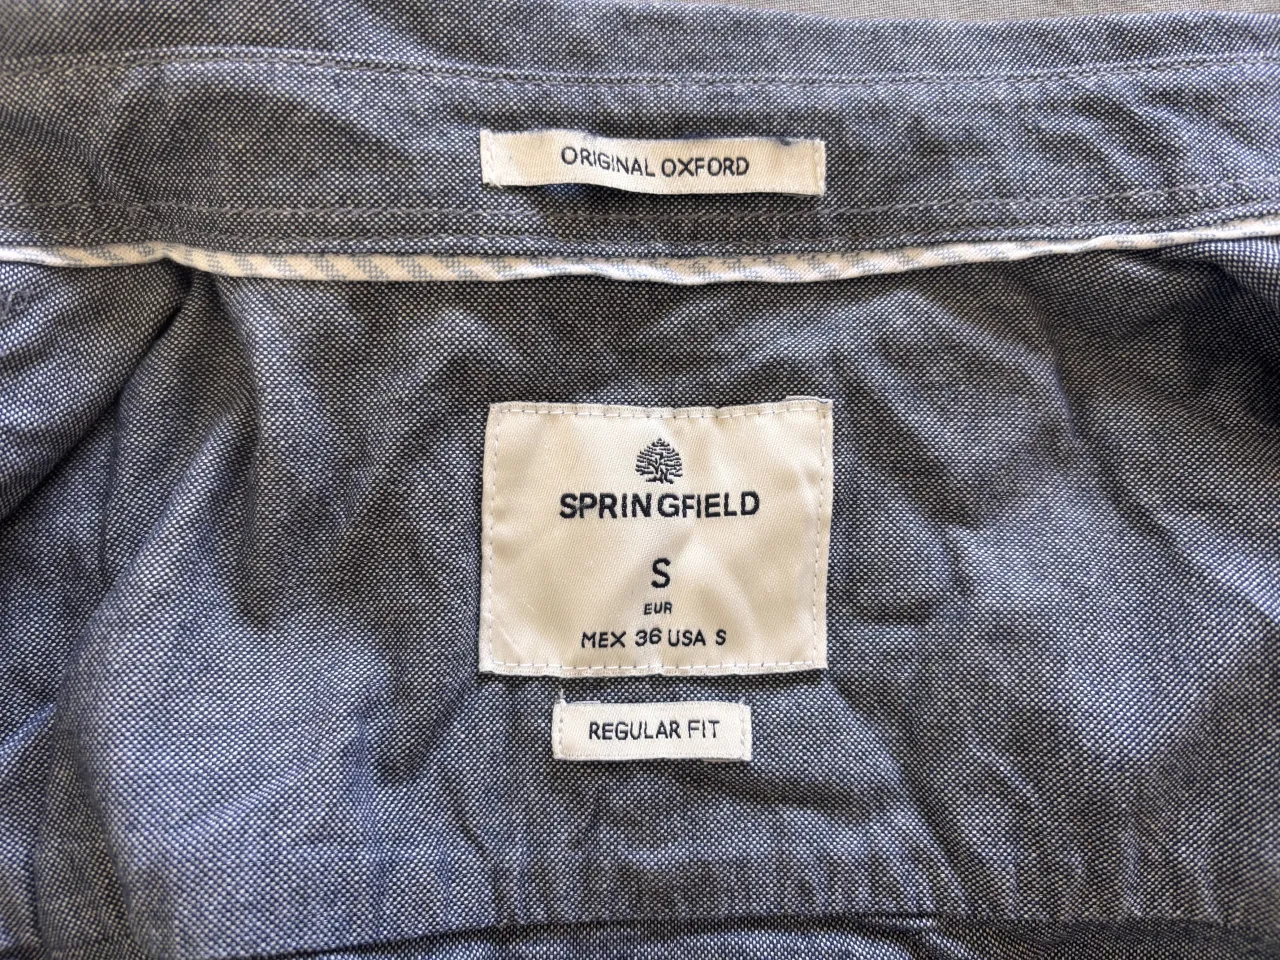 ORIGINAL OXFORD
SPRINGFIELD
S
EUR
MEX 36 USA S
REGULAR FIT